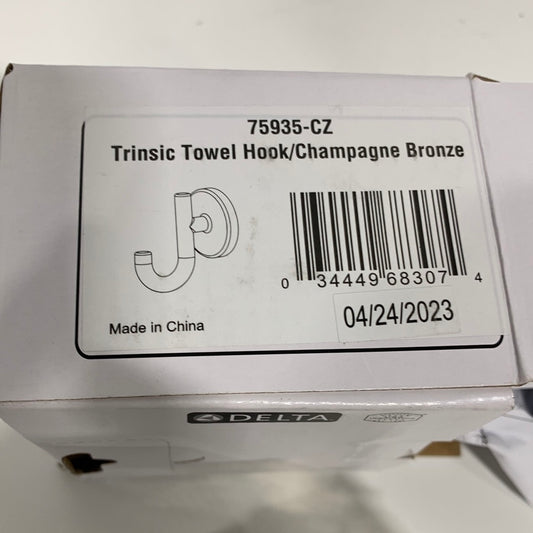 75935-CZ
Trinsic Towel Hook/Champagne Bronze
0 34449 68307 4
04/24/2023
Made in China
DELTA